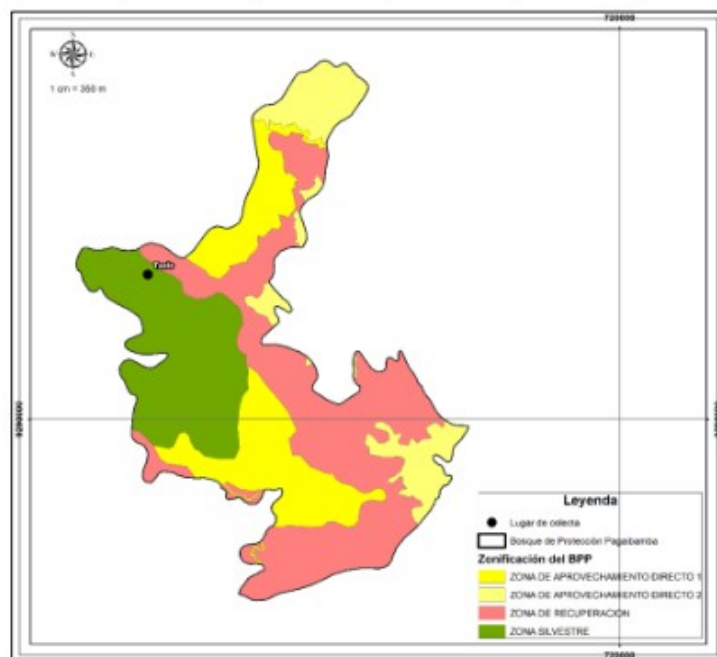 720000
N
1 cm = 350 m
9290000
Leyenda
Lugar de colecta
Bosque de Protección Pagaibamba
Zonificación del BPP
ZONA DE APROVECHAMIENTO DIRECTO 1
ZONA DE APROVECHAMIENTO DIRECTO 2
ZONA DE RECUPERACION
ZONA SILVESTRE
720000